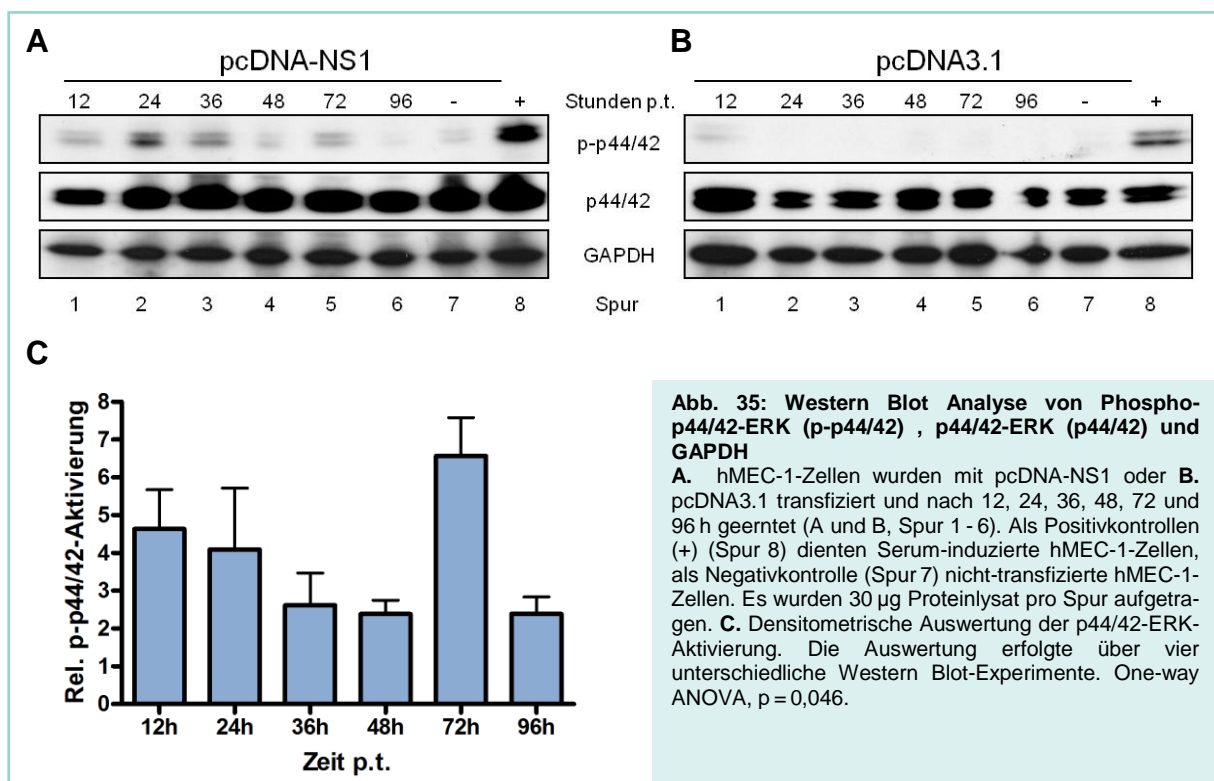 A
B
pcDNA-NS1
pcDNA3.1
12 24 36 48 72 96 - +
Stunden p.t.
12 24 36 48 72 96 - +
p-p44/42
p44/42
GAPDH
1 2 3 4 5 6 7 8
Spur
1 2 3 4 5 6 7 8
C
Rel. p-p44/42-Aktivierung
8
7
6
5
4
3
2
1
0
12h 24h 36h 48h 72h 96h
Zeit p.t.
Abb. 35: Western Blot Analyse von Phospho-
p44/42-ERK (p-p44/42) , p44/42-ERK (p44/42) und
GAPDH
A. hMEC-1-Zellen wurden mit pcDNA-NS1 oder B.
pcDNA3.1 transfiziert und nach 12, 24, 36, 48, 72 und
96 h geerntet (A und B, Spur 1 - 6). Als Positivkontrollen
(+) (Spur 8) dienten Serum-induzierte hMEC-1-Zellen,
als Negativkontrolle (Spur 7) nicht-transfizierte hMEC-1-
Zellen. Es wurden 30 µg Proteinlysat pro Spur aufgetra-
gen. C. Densitometrische Auswertung der p44/42-ERK-
Aktivierung. Die Auswertung erfolgte über vier
unterschiedliche Western Blot-Experimente. One-way
ANOVA, p = 0,046.